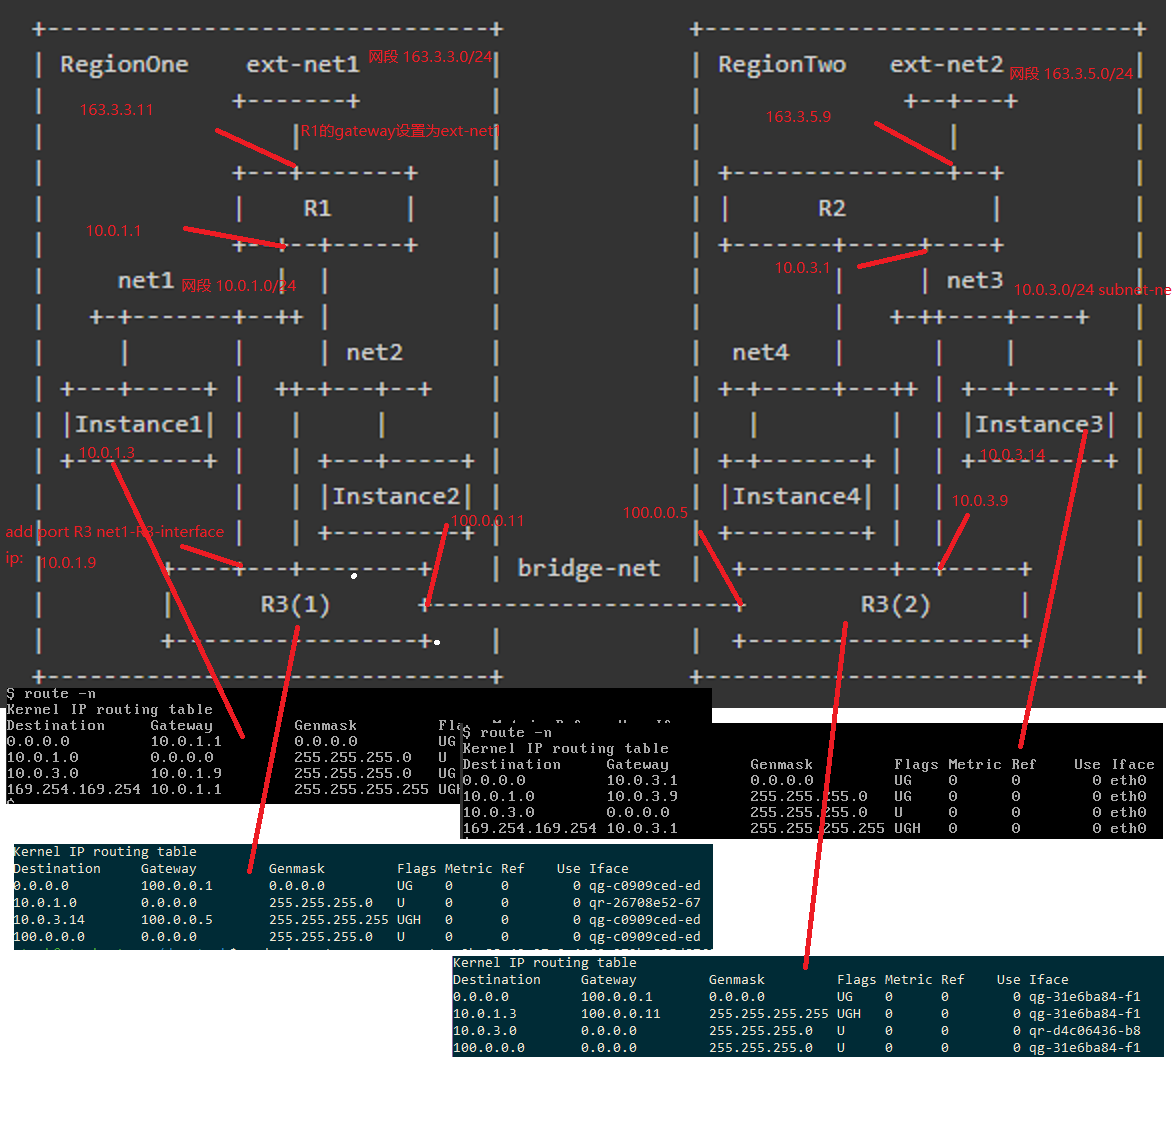 RegionOne ext-net1 网段 163.3.3.0/24
RegionTwo ext-net2 网段 163.3.5.0/24
163.3.3.11
163.3.5.9
R1的gateway设置为ext-net1
R1
R2
10.0.1.1
10.0.3.1
net1 网段 10.0.1.0/24
net3 10.0.3.0/24 subnet-ne
net2
net4
Instance1
10.0.1.3
Instance3
10.0.3.14
Instance2
Instance4
100.0.0.11
100.0.0.5
10.0.3.9
add port R3 net1-R3-interface
ip: 10.0.1.9
bridge-net
R3(1)
R3(2)
$ route -n
Kernel IP routing table
Destination Gateway Genmask
0.0.0.0 10.0.1.1 0.0.0.0 UG
10.0.1.0 0.0.0.0 255.255.255.0 U
10.0.3.0 10.0.1.9 255.255.255.0 UG
169.254.169.254 10.0.1.1 255.255.255.255
$ route -n
Kernel IP routing table
Destination Gateway Genmask Flags Metric Ref Use Iface
0.0.0.0 10.0.3.1 0.0.0.0 UG 0 0 0 eth0
10.0.1.0 10.0.3.9 255.255.255.0 UG 0 0 0 eth0
10.0.3.0 0.0.0.0 255.255.255.0 U 0 0 0 eth0
169.254.169.254 10.0.3.1 255.255.255.255 UGH 0 0 0 eth0
Kernel IP routing table
Destination Gateway Genmask Flags Metric Ref Use Iface
0.0.0.0 100.0.0.1 0.0.0.0 UG 0 0 0 qg-c0909ced-ed
10.0.1.0 0.0.0.0 255.255.255.0 U 0 0 0 qr-26708e52-67
10.0.3.14 100.0.0.5 255.255.255.255 UGH 0 0 0 qg-c0909ced-ed
100.0.0.0 0.0.0.0 255.255.255.0 U 0 0 0 qg-c0909ced-ed
Kernel IP routing table
Destination Gateway Genmask Flags Metric Ref Use Iface
0.0.0.0 100.0.0.1 0.0.0.0 UG 0 0 0 qg-31e6ba84-f1
10.0.1.3 100.0.0.11 255.255.255.255 UGH 0 0 0 qg-31e6ba84-f1
10.0.3.0 0.0.0.0 255.255.255.0 U 0 0 0 qr-d4c06436-b8
100.0.0.0 0.0.0.0 255.255.255.0 U 0 0 0 qg-31e6ba84-f1